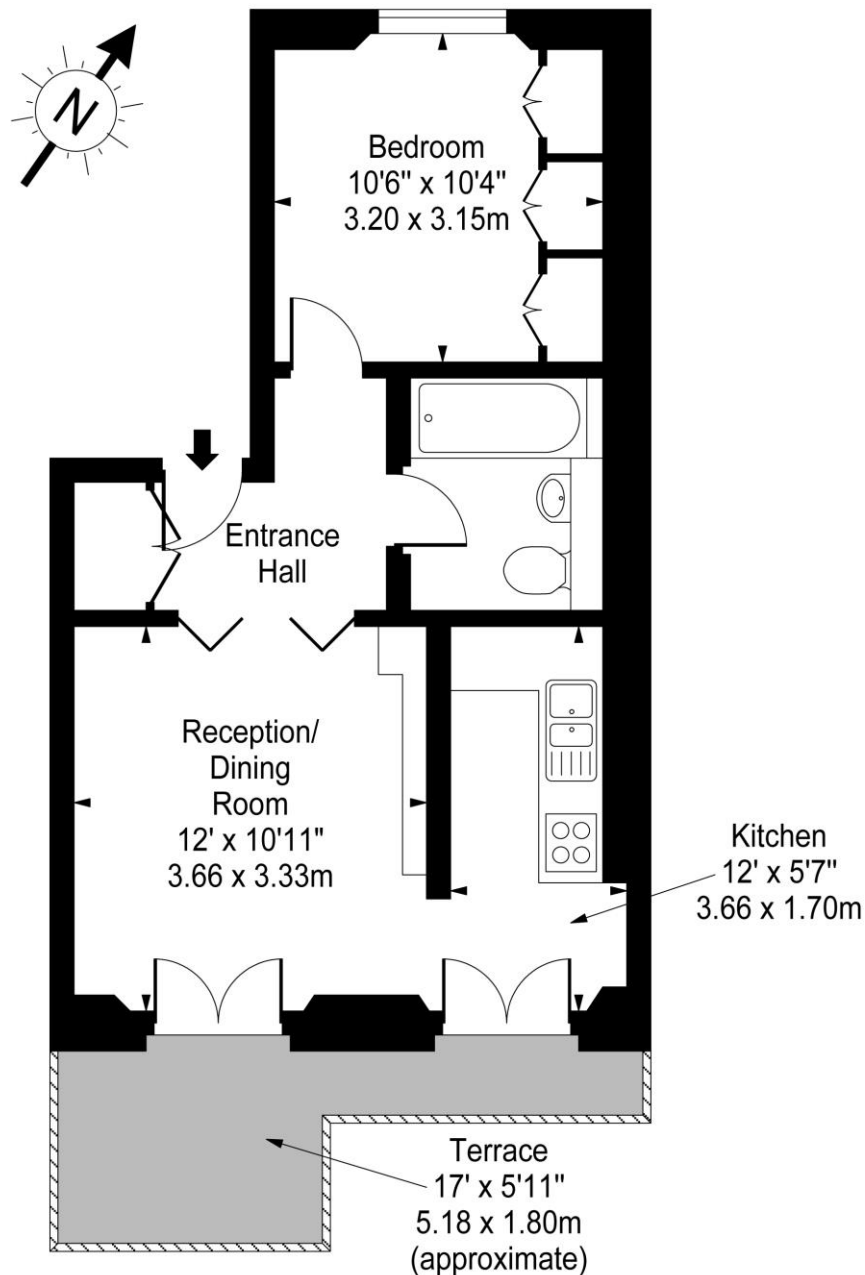 N
Bedroom
10'6" x 10'4"
3.20 x 3.15m
Entrance
Hall
Reception/
Dining
Room
12' x 10'11"
3.66 x 3.33m
Kitchen
12' x 5'7"
3.66 x 1.70m
Terrace
17' x 5'11"
5.18 x 1.80m
(approximate)